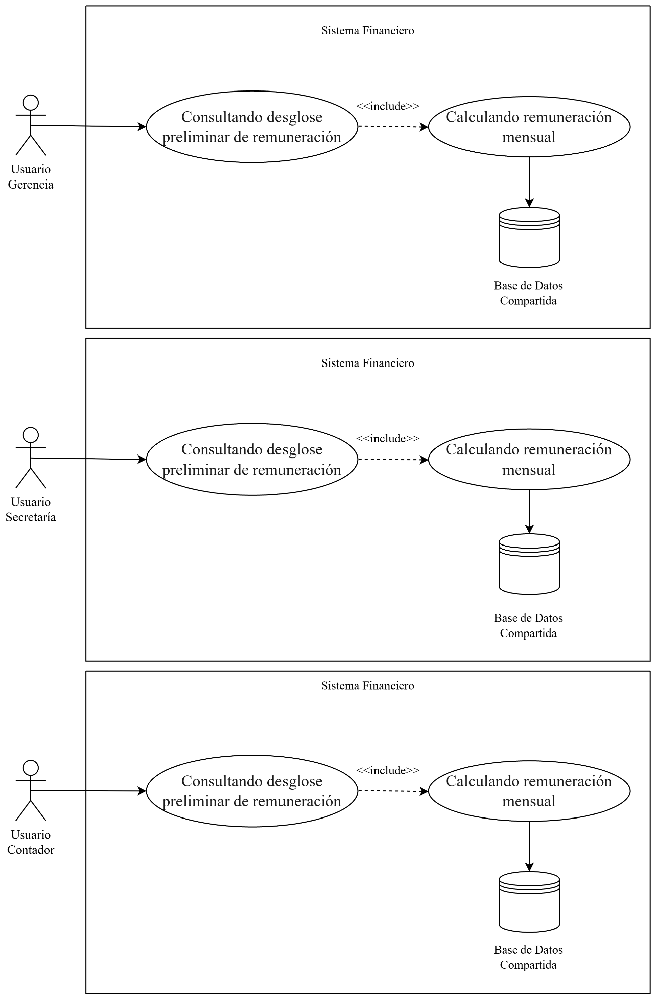 Sistema Financiero
<<include>>
Consultando desglose
preliminar de remuneración
Calculando remuneración
mensual
Usuario
Gerencia
Base de Datos
Compartida
Sistema Financiero
<<include>>
Consultando desglose
preliminar de remuneración
Calculando remuneración
mensual
Usuario
Secretaría
Base de Datos
Compartida
Sistema Financiero
<<include>>
Consultando desglose
preliminar de remuneración
Calculando remuneración
mensual
Usuario
Contador
Base de Datos
Compartida